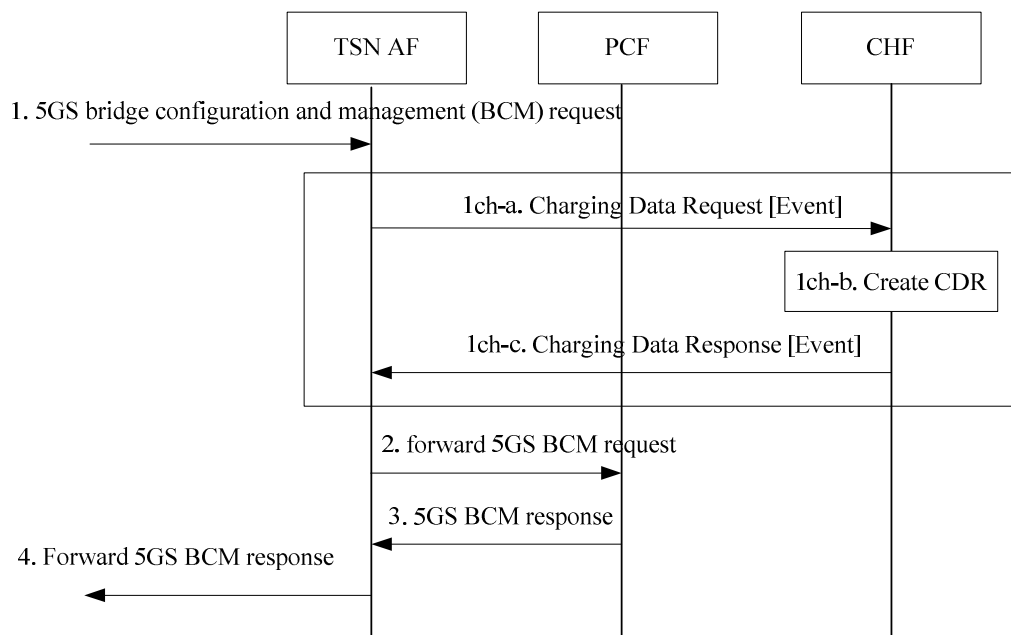 TSN AF
PCF
CHF
1. 5GS bridge configuration and management (BCM) request
1ch-a. Charging Data Request [Event]
1ch-b. Create CDR
1ch-c. Charging Data Response [Event]
2. forward 5GS BCM request
3. 5GS BCM response
4. Forward 5GS BCM response